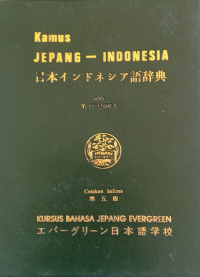 Kamus
JEPANG — INDONESIA
日本インドネシア語辞典
Cetakan kelima
第五版
KURSUS BAHASA JEPANG EVERGREEN
エバーグリーン日本語学校